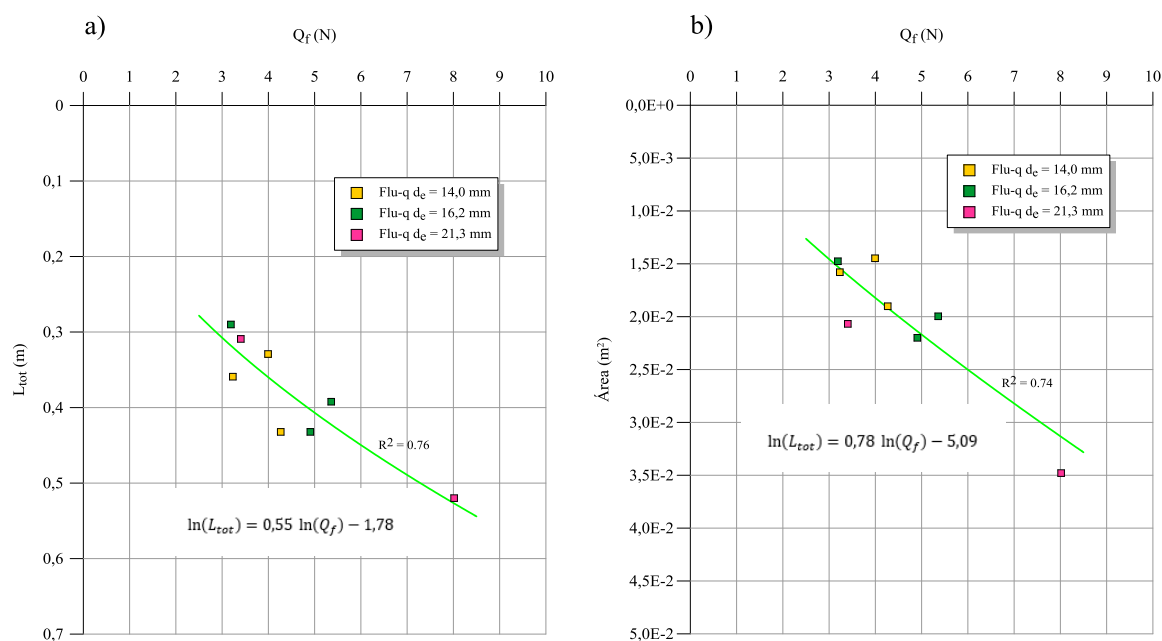 a)
Q_f (N)
0 1 2 3 4 5 6 7 8 9 10
0
0,1
0,2
0,3
0,4
0,5
0,6
0,7
L_tot (m)
Flu-q d_e = 14,0 mm
Flu-q d_e = 16,2 mm
Flu-q d_e = 21,3 mm
R² = 0.76
ln(L_tot) = 0,55 ln(Q_f) − 1,78
b)
Q_f (N)
0 1 2 3 4 5 6 7 8 9 10
0,0E+0
5,0E-3
1,0E-2
1,5E-2
2,0E-2
2,5E-2
3,0E-2
3,5E-2
4,0E-2
4,5E-2
5,0E-2
Área (m²)
Flu-q d_e = 14,0 mm
Flu-q d_e = 16,2 mm
Flu-q d_e = 21,3 mm
R² = 0.74
ln(L_tot) = 0,78 ln(Q_f) − 5,09